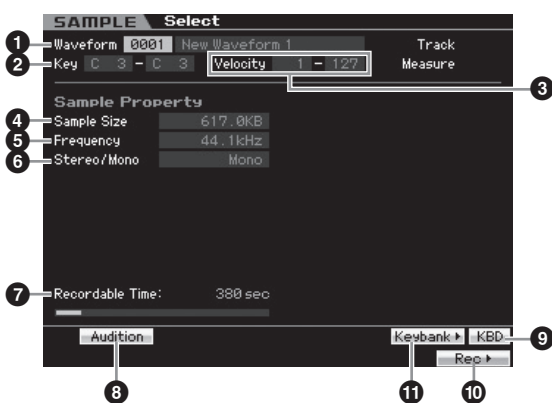 SAMPLE Select
1 Waveform 0001 New Waveform 1 Track
2 Key C 3 - C 3 Velocity 1 - 127 Measure
3
Sample Property
4 Sample Size 617.0KB
5 Frequency 44.1kHz
6 Stereo/Mono Mono
7 Recordable Time: 380 sec
Audition Keybank KBD 9
Rec
8 11 10